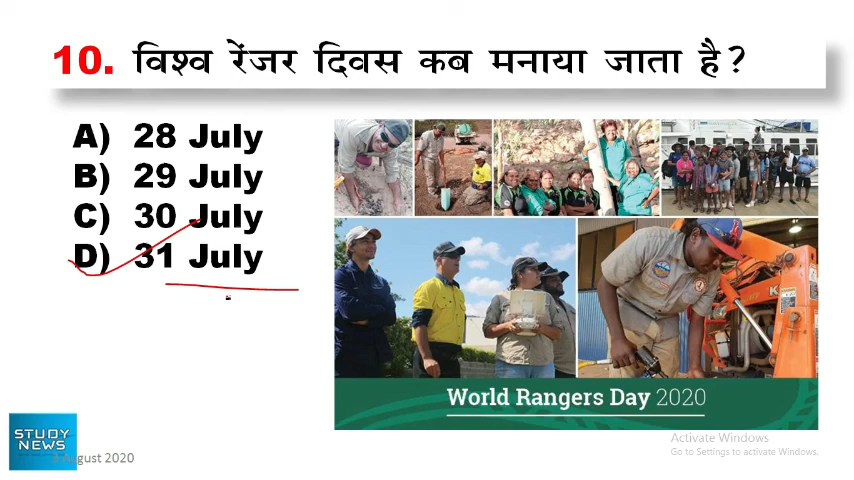 10. विश्व रेंजर दिवस कब मनाया जाता है?
A) 28 July
B) 29 July
C) 30 July
D) 31 July
World Rangers Day 2020
Activate Windows
Go to Settings to activate Windows.
STUDY
NEWS
August 2020